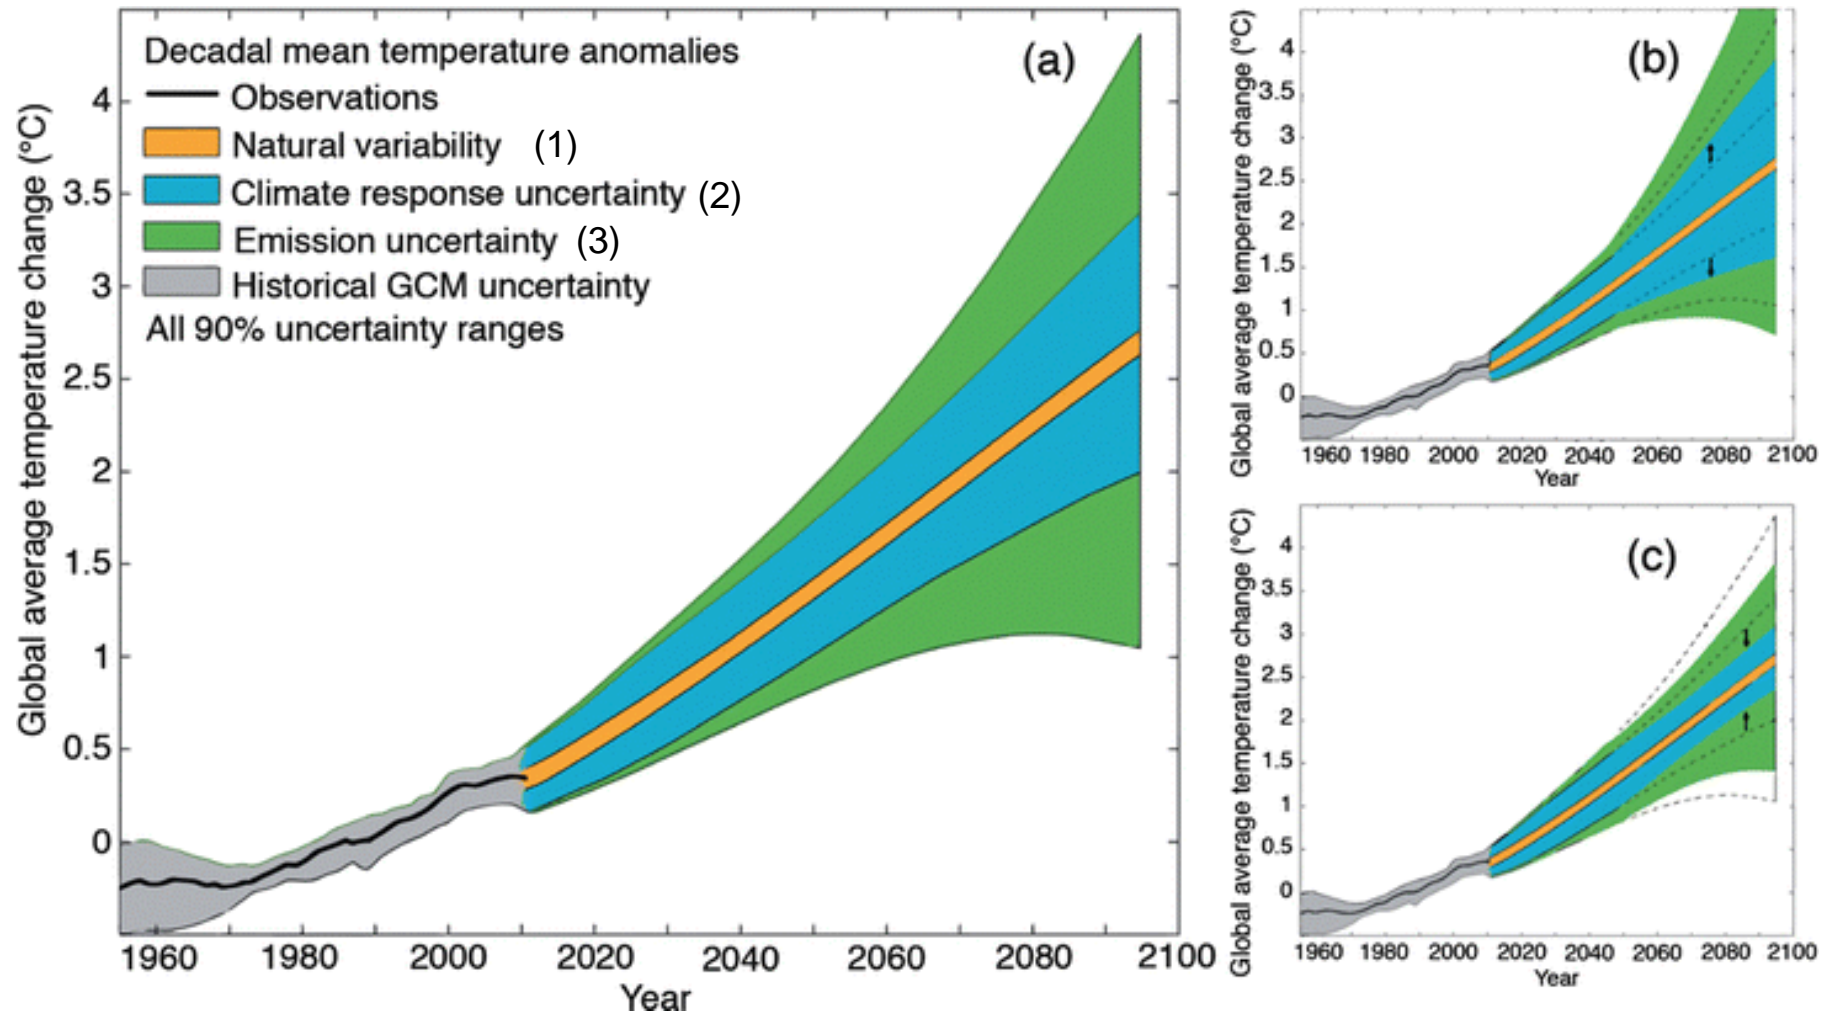 Decadal mean temperature anomalies
Observations
Natural variability (1)
Climate response uncertainty (2)
Emission uncertainty (3)
Historical GCM uncertainty
All 90% uncertainty ranges
(a)
Global average temperature change (°C)
4
3.5
3
2.5
2
1.5
1
0.5
0
1960 1980 2000 2020 2040 2060 2080 2100
Year
(b)
Global average temperature change (°C)
4
3.5
3
2.5
2
1.5
1
0.5
0
1960 1980 2000 2020 2040 2060 2080 2100
Year
(c)
Global average temperature change (°C)
4
3.5
3
2.5
2
1.5
1
0.5
0
1960 1980 2000 2020 2040 2060 2080 2100
Year